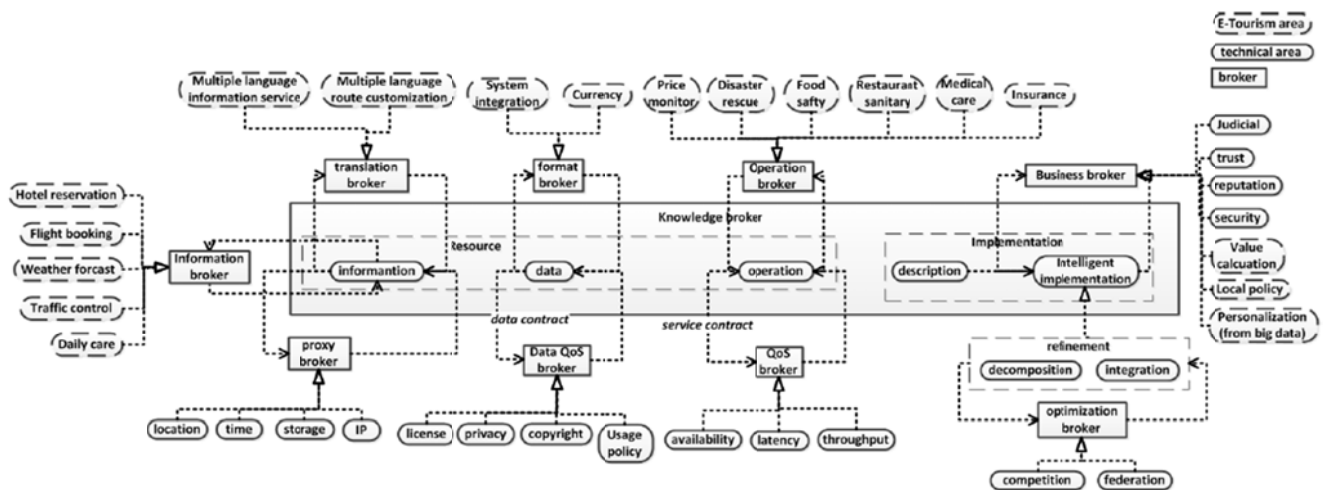 E-Tourism area
technical area
broker
Multiple language
information service
Multiple language
route customization
System
integration
Currency
Price
monitor
Disaster
rescue
Food
safty
Restaurant
sanitary
Medical
care
Insurance
Judicial
trust
reputation
security
Value
calcuation
Local policy
Personalization
(from big data)
translation
broker
format
broker
Operation
broker
Business broker
Hotel reservation
Flight booking
Weather forcast
Traffic control
Daily care
Information
broker
Knowledge broker
Resource
informantion
data
operation
Implementation
description
Intelligent
implementation
data contract
service contract
proxy
broker
Data QoS
broker
QoS
broker
refinement
decomposition
integration
optimization
broker
location
time
storage
IP
license
privacy
copyright
Usage
policy
availability
latency
throughput
competition
federation